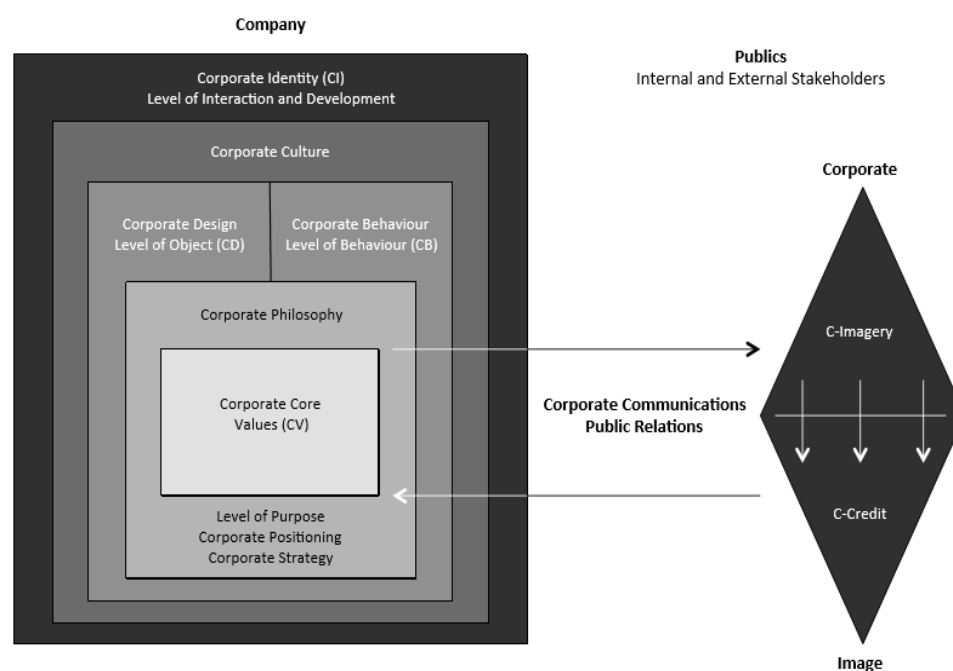 Company
Publics
Internal and External Stakeholders
Corporate Identity (CI)
Level of Interaction and Development
Corporate Culture
Corporate Design
Level of Object (CD)
Corporate Behaviour
Level of Behaviour (CB)
Corporate Philosophy
Corporate Core
Values (CV)
Level of Purpose
Corporate Positioning
Corporate Strategy
Corporate Communications
Public Relations
Corporate
C-Imagery
C-Credit
Image